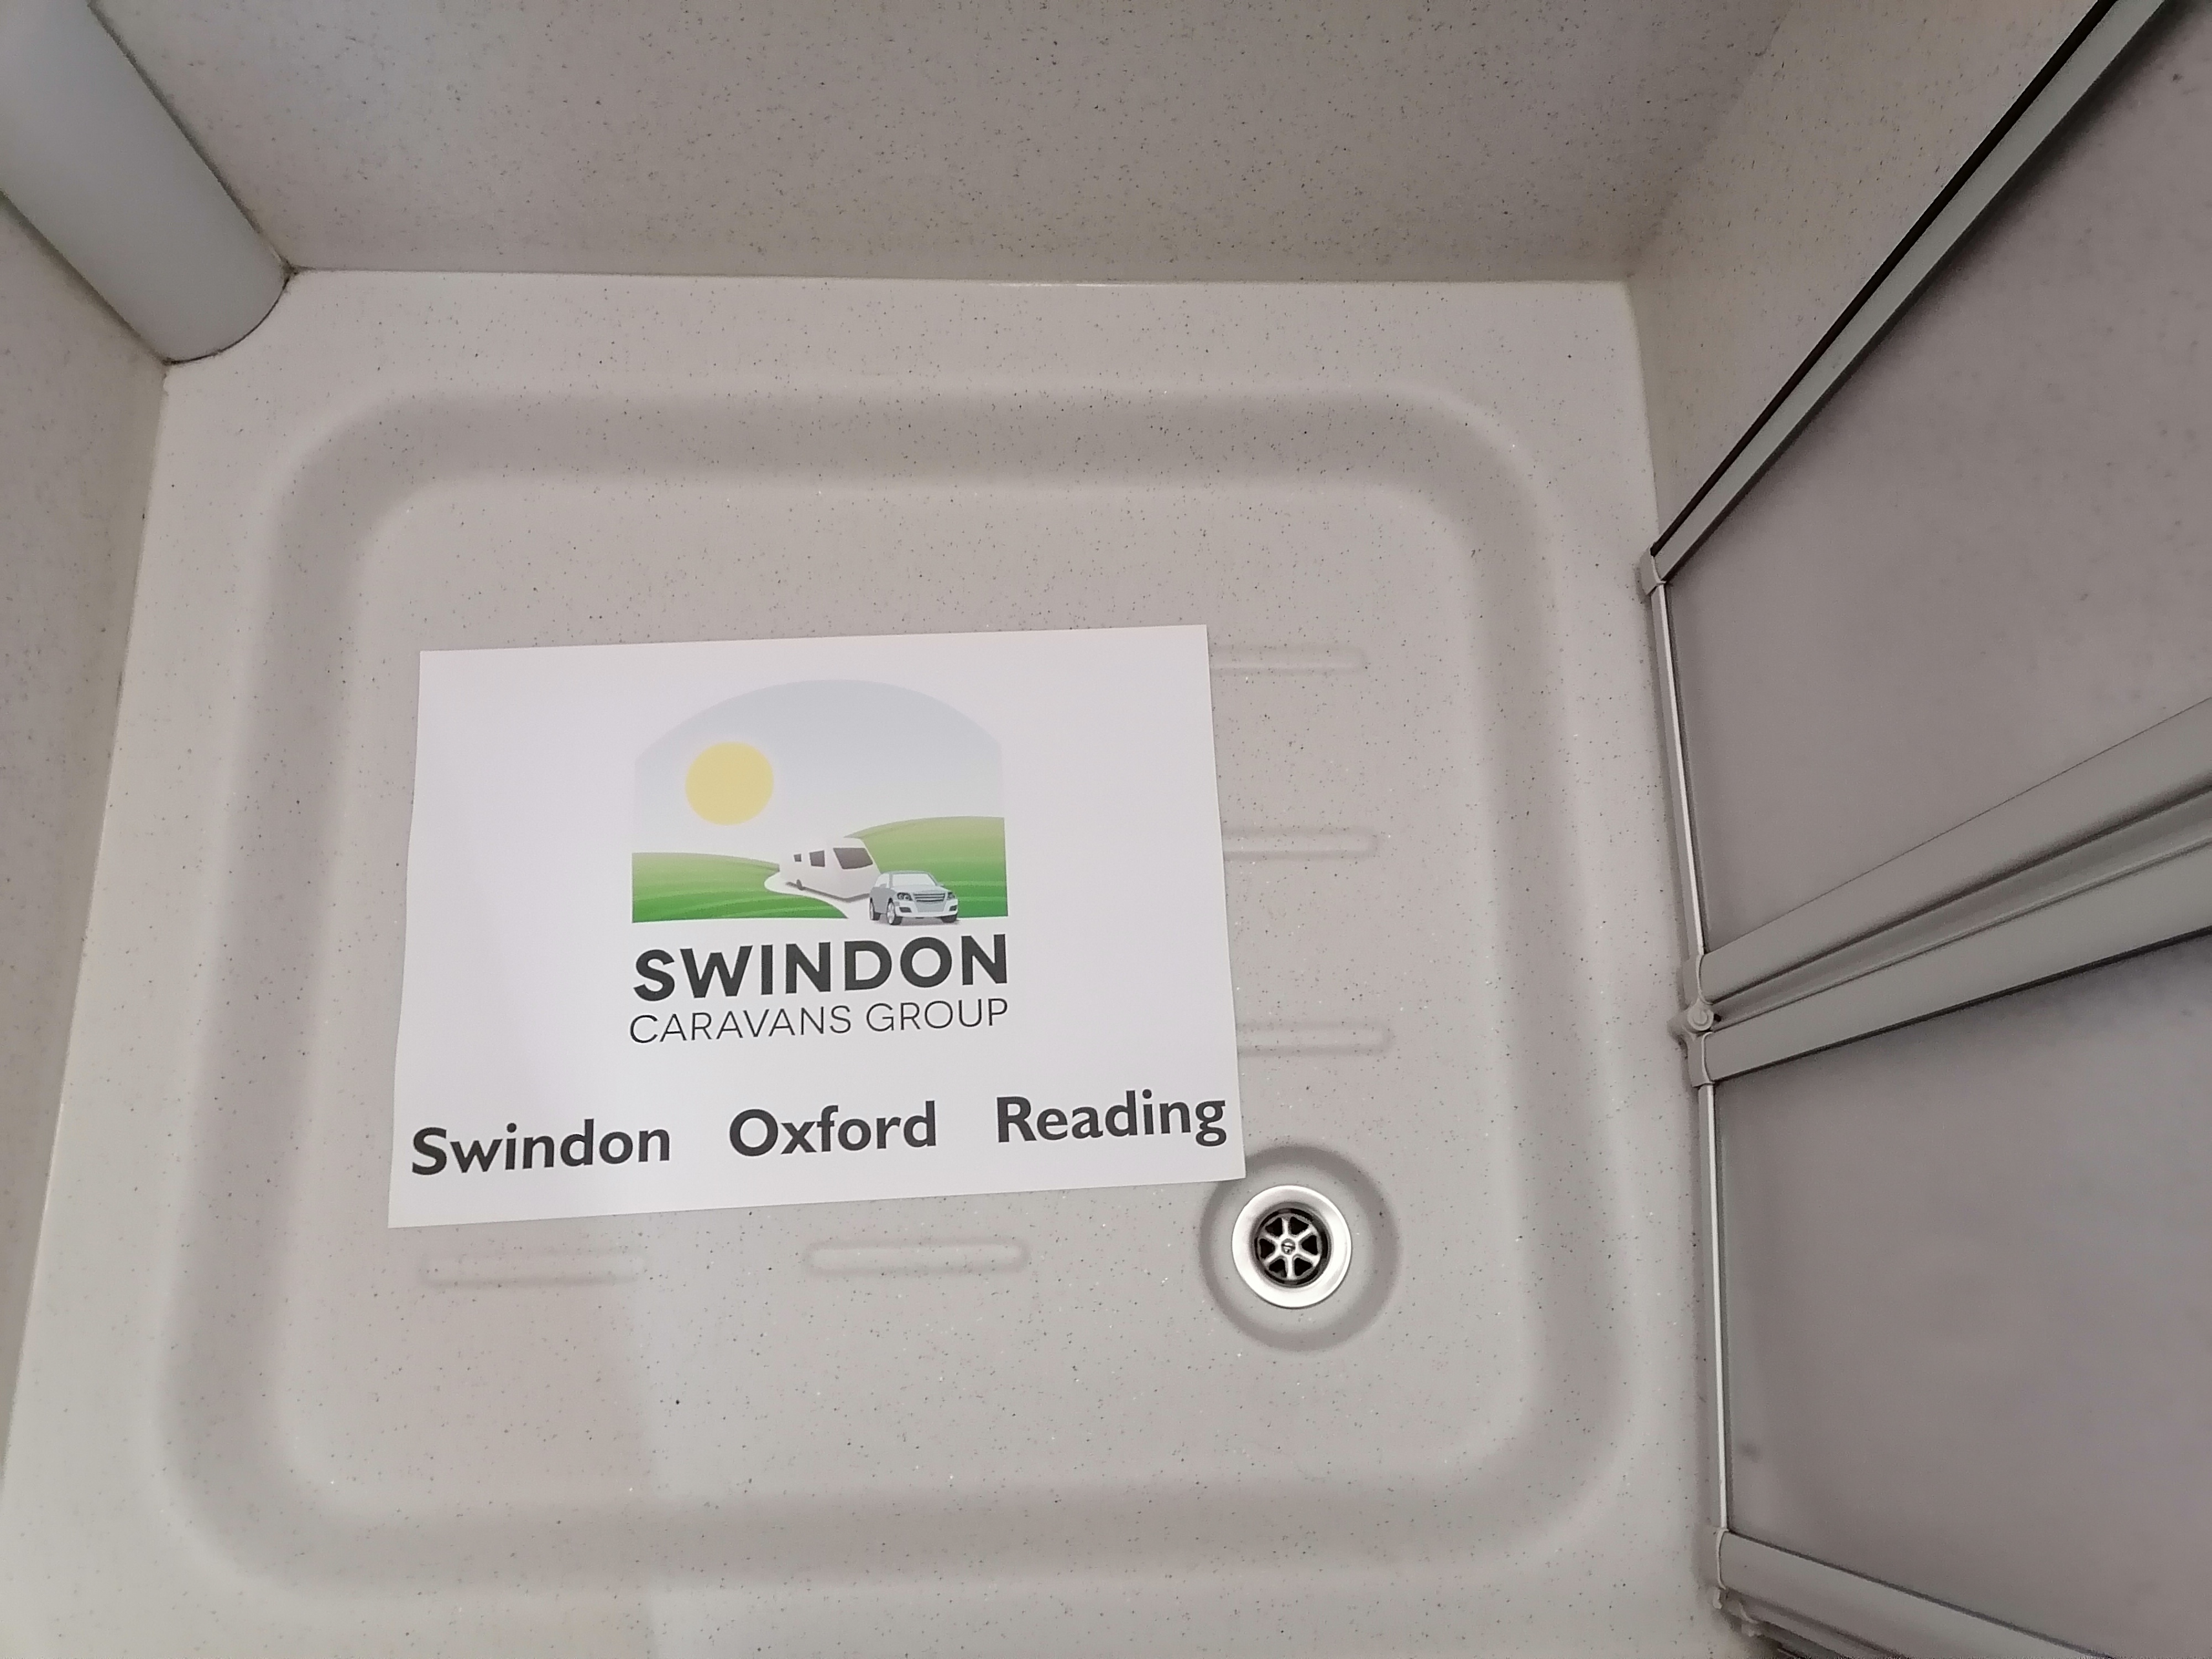 SWINDON
CARAVANS GROUP
Swindon Oxford Reading